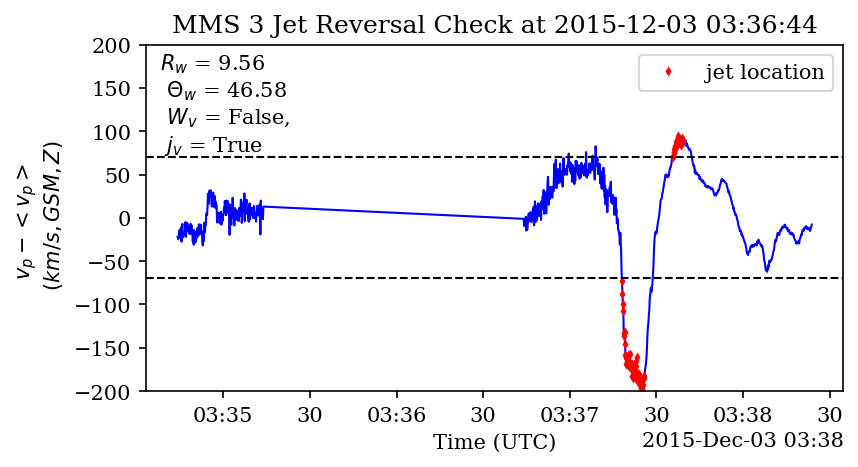 MMS 3 Jet Reversal Check at 2015-12-03 03:36:44
R_w = 9.56
Θ_w = 46.58
W_v = False,
j_v = True
jet location
v_p − < v_p >
(km/s, GSM, Z)
200
150
100
50
0
−50
−100
−150
−200
03:35 30 03:36 30 03:37 30 03:38 30
Time (UTC)
2015-Dec-03 03:38